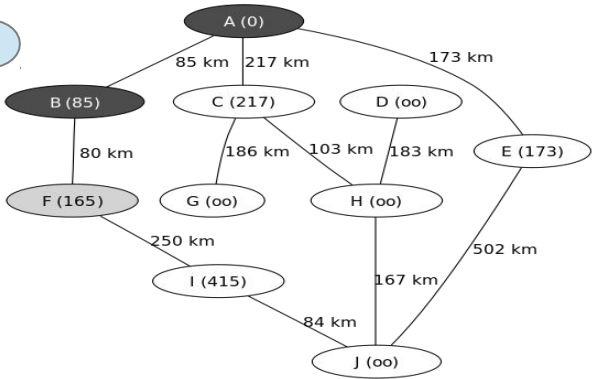 A (0)
85 km
217 km
173 km
B (85)
C (217)
D (oo)
E (173)
80 km
186 km
103 km
183 km
F (165)
G (oo)
H (oo)
250 km
502 km
I (415)
167 km
84 km
J (oo)